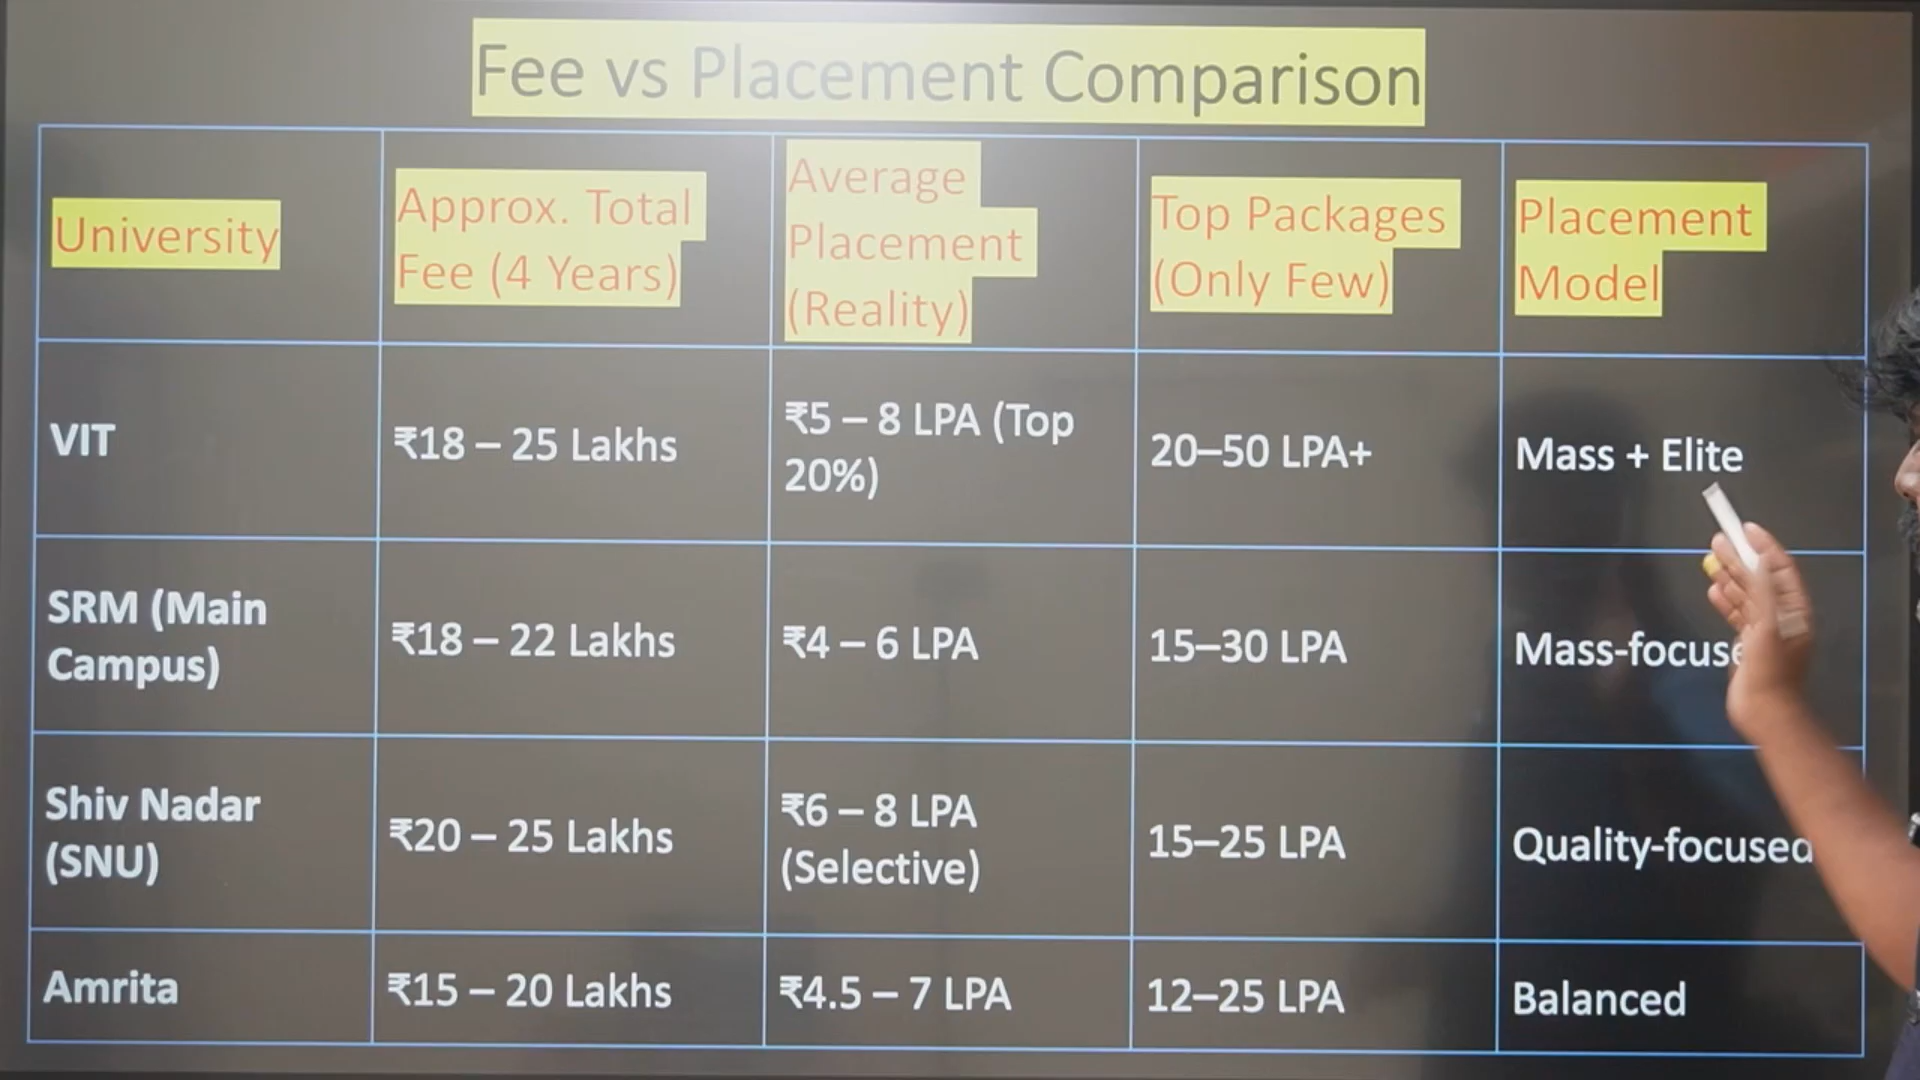 Fee vs Placement Comparison
University
Approx. Total
Fee (4 Years)
Average
Placement
(Reality)
Top Packages
(Only Few)
Placement
Model
VIT
₹18 – 25 Lakhs
₹5 – 8 LPA (Top
20%)
20–50 LPA+
Mass + Elite
SRM (Main
Campus)
₹18 – 22 Lakhs
₹4 – 6 LPA
15–30 LPA
Shiv Nadar
(SNU)
₹20 – 25 Lakhs
₹6 – 8 LPA
(Selective)
15–25 LPA
Quality-focused
Amrita
₹15 – 20 Lakhs
₹4.5 – 7 LPA
12–25 LPA
Balanced